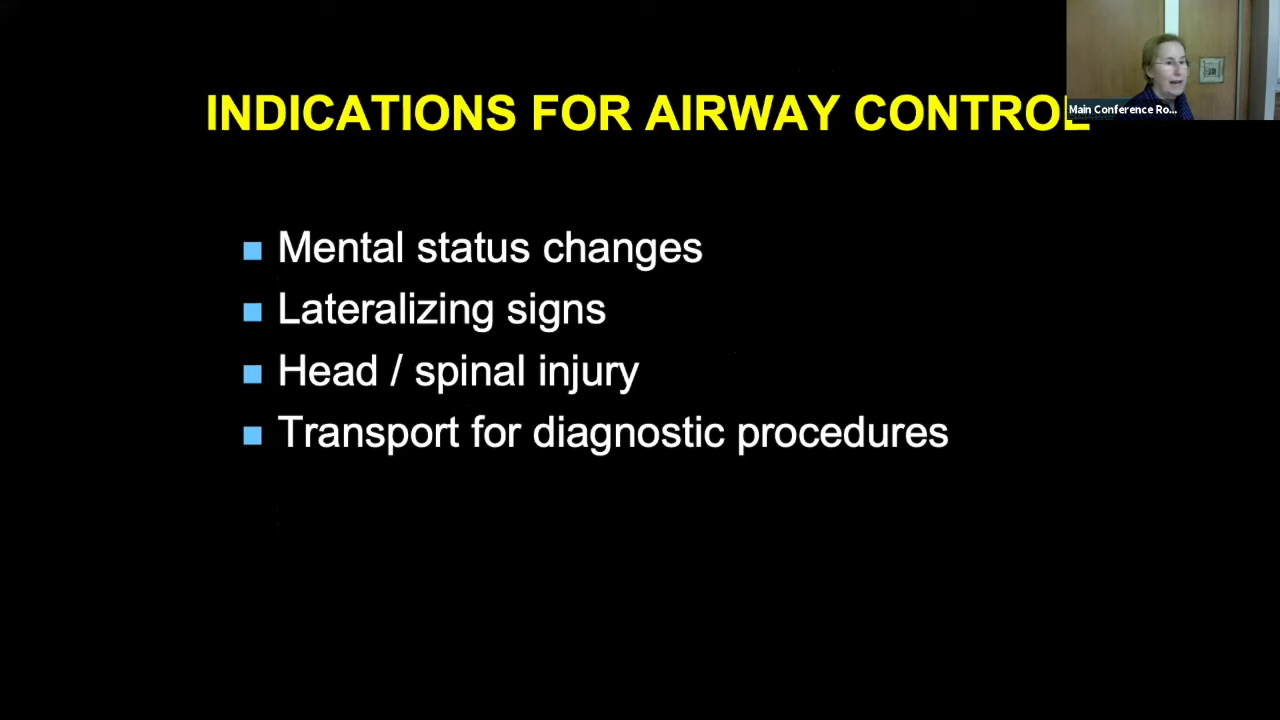 INDICATIONS FOR AIRWAY CONTROL
Main Conference Ro...
Mental status changes
Lateralizing signs
Head / spinal injury
Transport for diagnostic procedures